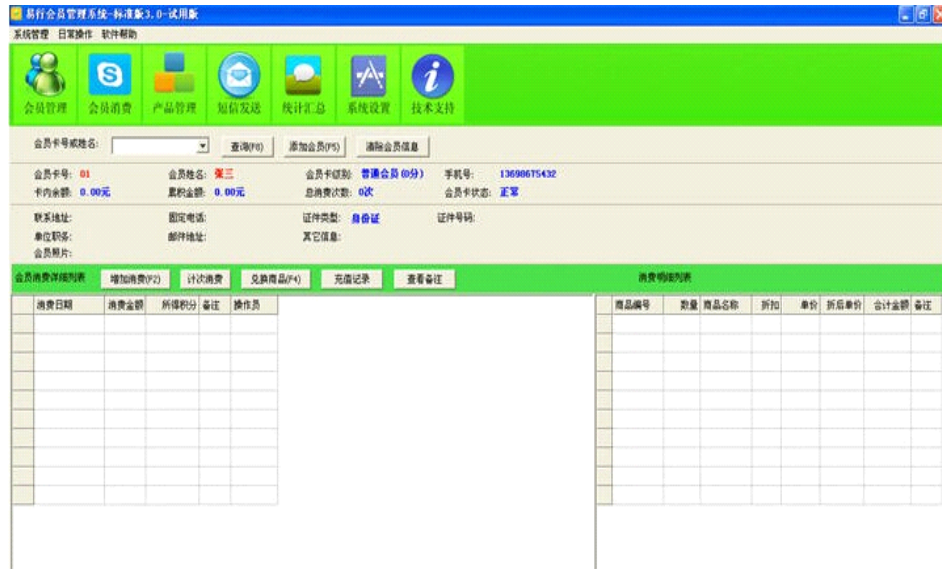 易行会员管理系统-标准版3.0-试用版
系统管理 日常操作 软件帮助
会员管理 会员消费 产品管理 短信发送 统计汇总 系统设置 技术支持
会员卡号或姓名: 查询(F6) 添加会员(F5) 清除会员信息
会员卡号: 01 会员姓名: 张三 会员卡级别: 普通会员(0分) 手机号: 13698675432
卡内余额: 0.00元 累积金额: 0.00元 总消费次数: 0次 会员卡状态: 正常
联系地址: 固定电话: 证件类型: 身份证 证件号码:
单位职务: 邮件地址: 其它信息:
会员照片:
会员消费详细列表 增加消费(F2) 计次消费 兑换商品(F4) 充值记录 查看备注 消费明细列表
消费日期 消费金额 所得积分 备注 操作员 商品编号 数量 商品名称 折扣 单价 折后单价 合计金额 备注